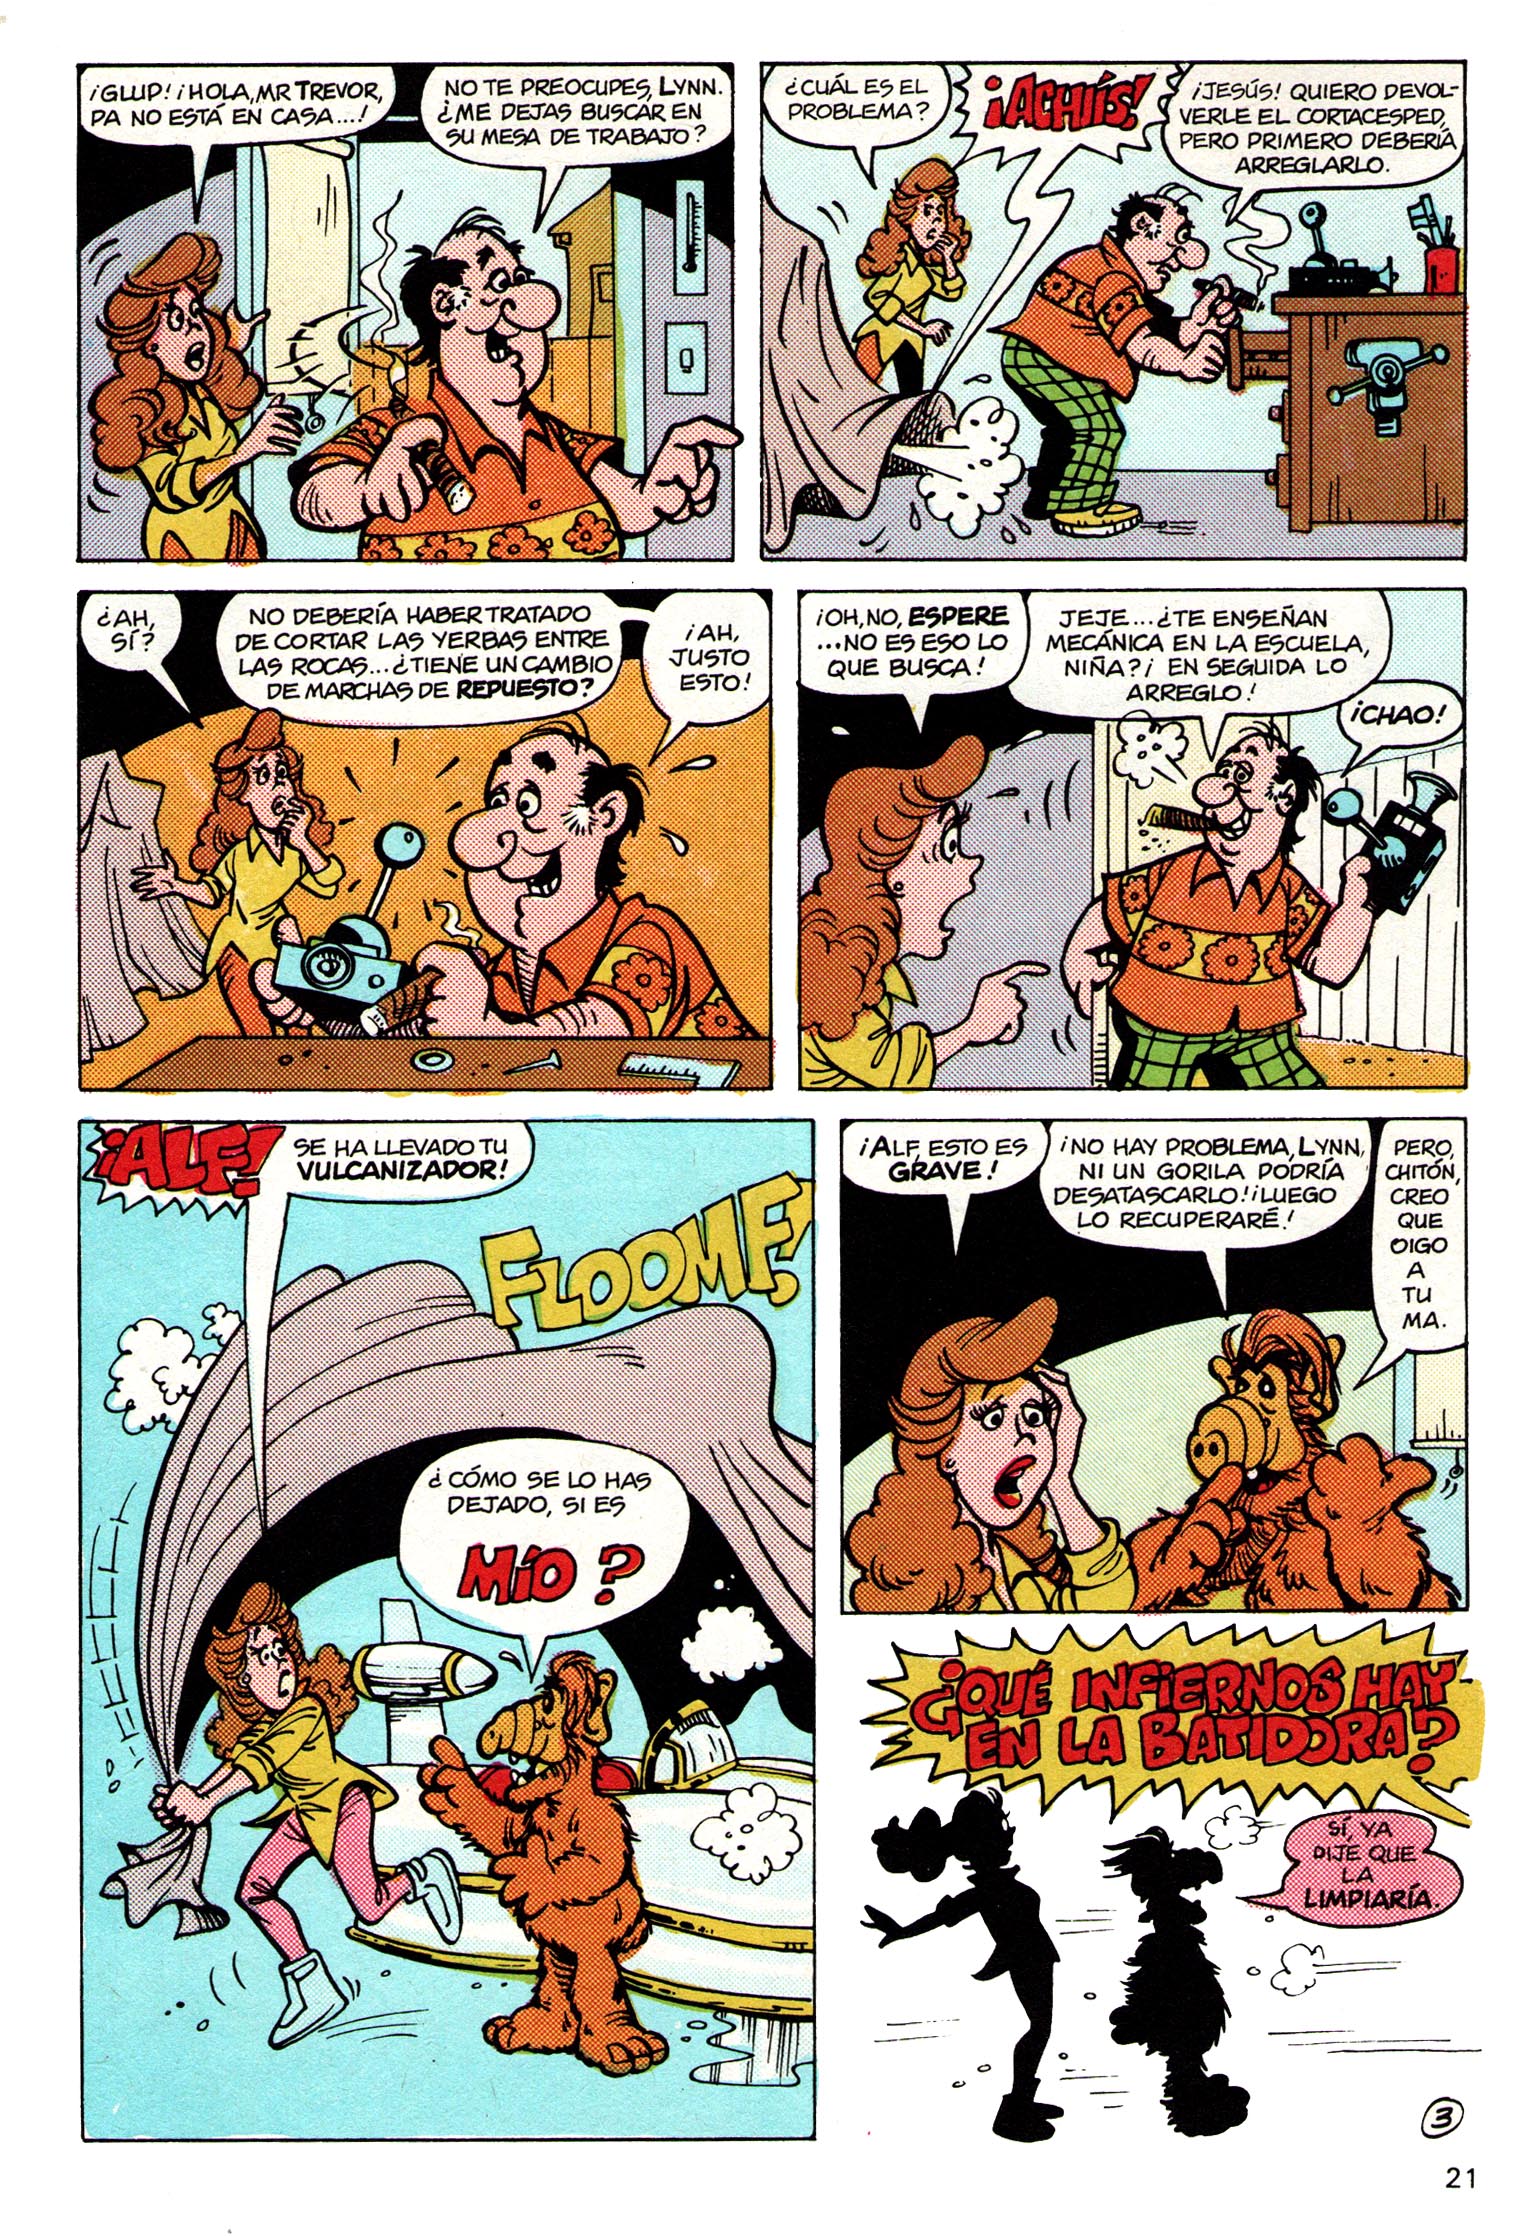 ¡GLUP! ¡HOLA, MR TREVOR,
PA NO ESTÁ EN CASA...!
NO TE PREOCUPES, LYNN.
¿ME DEJAS BUSCAR EN
SU MESA DE TRABAJO?
¿CUÁL ES EL
PROBLEMA?
¡ACHIÍS!
¡JESÚS! QUIERO DEVOL-
VERLE EL CORTACESPED,
PERO PRIMERO DEBERÍA
ARREGLARLO.
¿AH,
SÍ?
NO DEBERÍA HABER TRATADO
DE CORTAR LAS YERBAS ENTRE
LAS ROCAS... ¿TIENE UN CAMBIO
DE MARCHAS DE REPUESTO?
¡AH,
JUSTO
ESTO!
¡OH, NO, ESPERE
...NO ES ESO LO
QUE BUSCA!
JEJE... ¿TE ENSEÑAN
MECÁNICA EN LA ESCUELA,
NIÑA? ¡EN SEGUIDA LO
ARREGLO!
¡CHAO!
¡ALF!
SE HA LLEVADO TU
VULCANIZADOR!
FLOOMF!
¿CÓMO SE LO HAS
DEJADO, SI ES
MÍO?
¡ALF, ESTO ES
GRAVE!
¡NO HAY PROBLEMA, LYNN,
NI UN GORILA PODRÍA
DESATASCARLO! ¡LUEGO
LO RECUPERARÉ!
PERO,
CHITÓN,
CREO
QUE
OIGO
A
TU
MA.
¿QUÉ INFIERNOS HAY
EN LA BATIDORA?
SÍ, YA
DIJE QUE
LA
LIMPIARÍA.
3
21